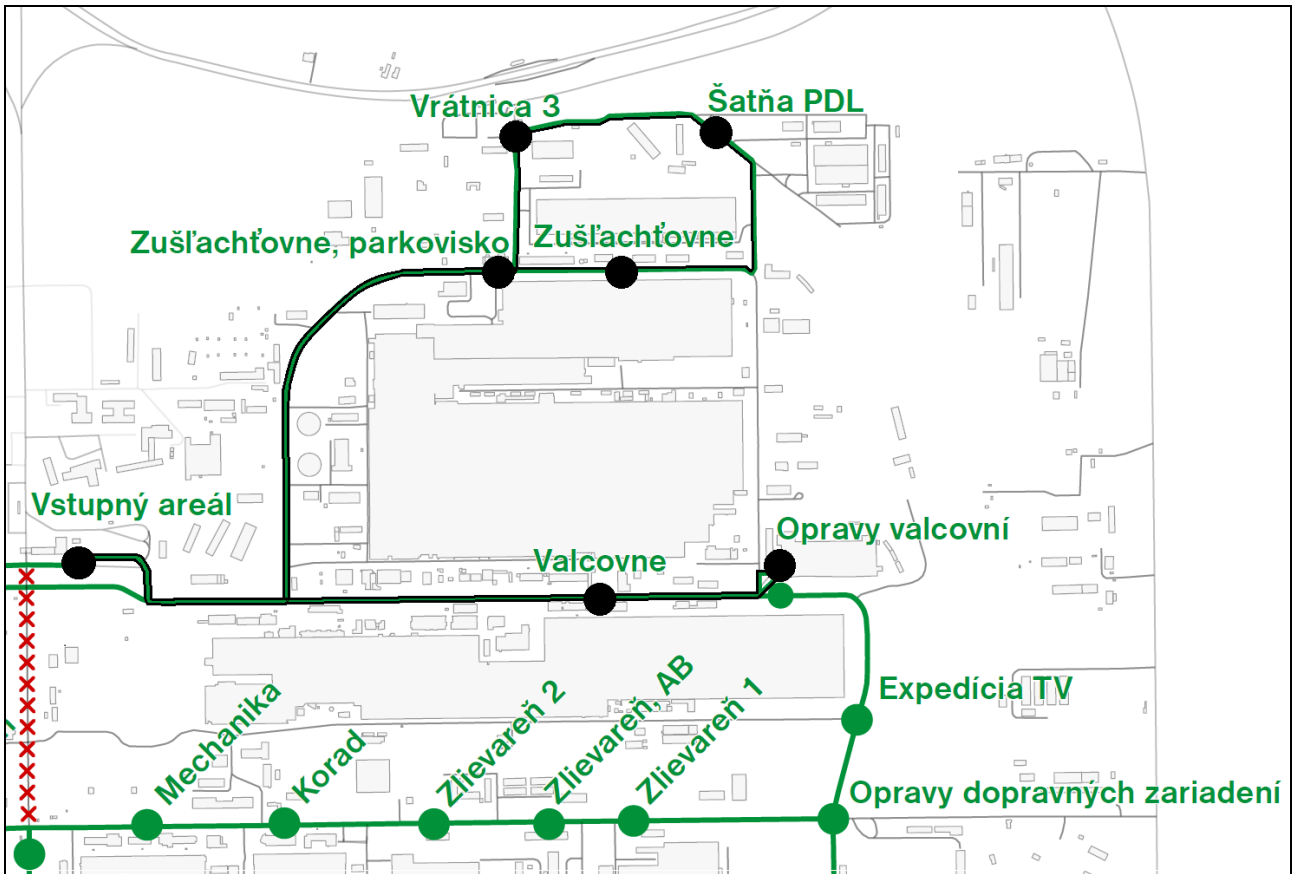 Vrátnica 3
Šatňa PDL
Zušľachťovne, parkovisko
Zušľachťovne
Vstupný areál
Valcovne
Opravy valcovní
Mechanika
Korad
Zlievareň 2
Zlievareň, AB
Zlievareň 1
Expedícia TV
Opravy dopravných zariadení